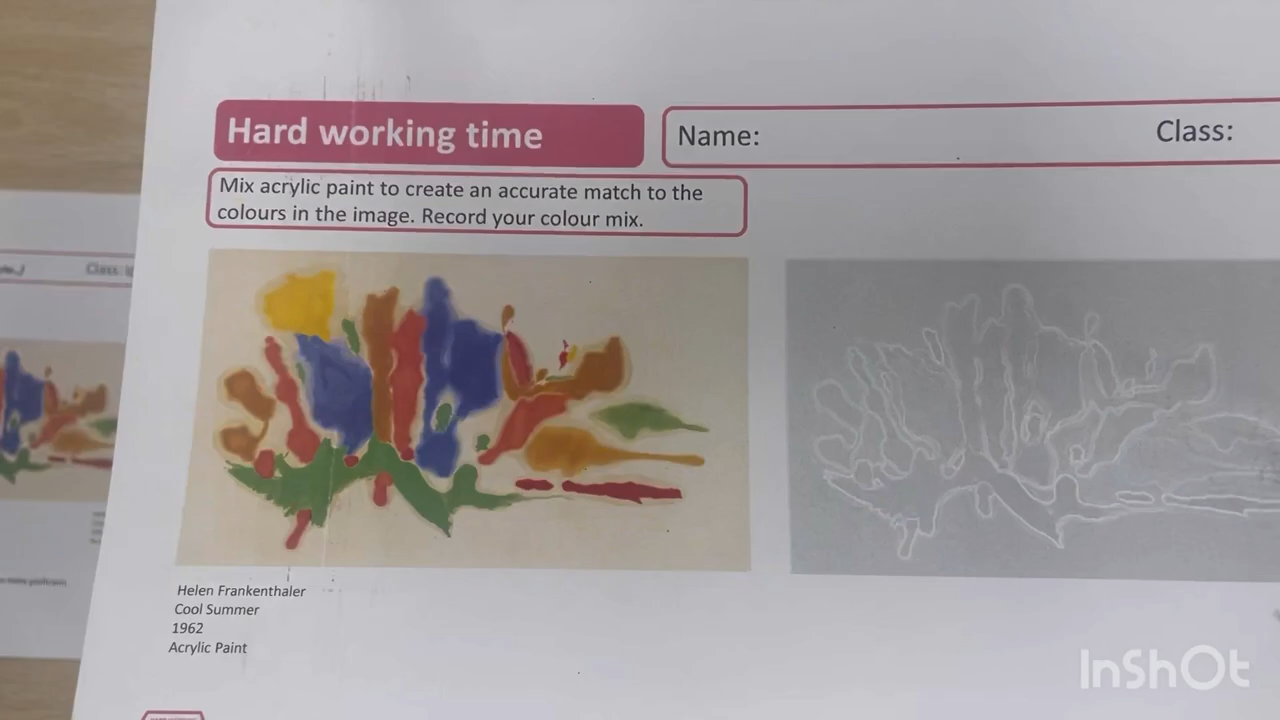 Hard working time
Name:
Class:
Mix acrylic paint to create an accurate match to the
colours in the image. Record your colour mix.
Class:
Helen Frankenthaler
Cool Summer
1962
Acrylic Paint
InShOt